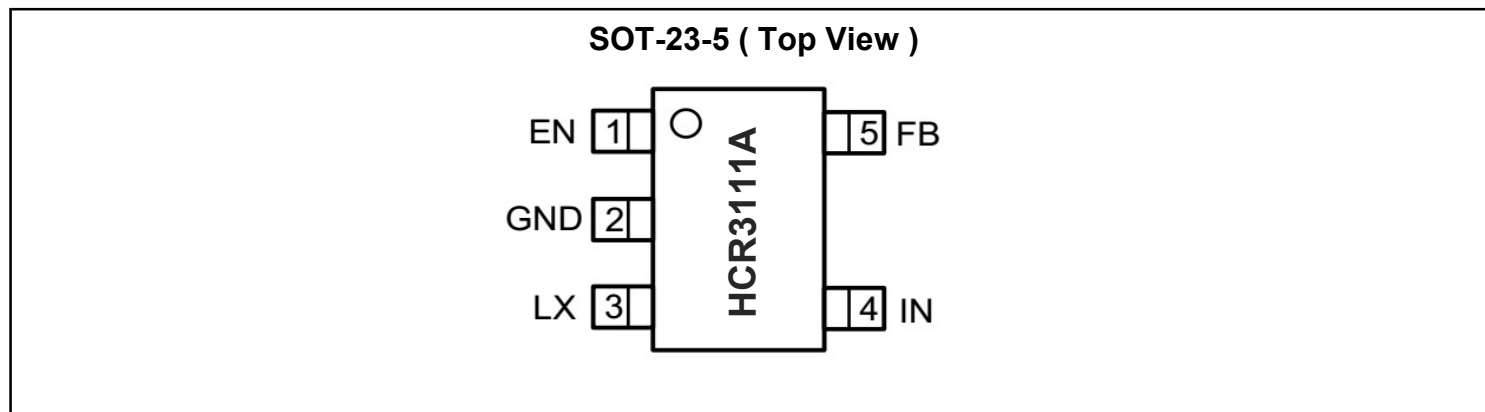 SOT-23-5 ( Top View )
EN 1 5 FB
GND 2
LX 3 4 IN
HCR3111A